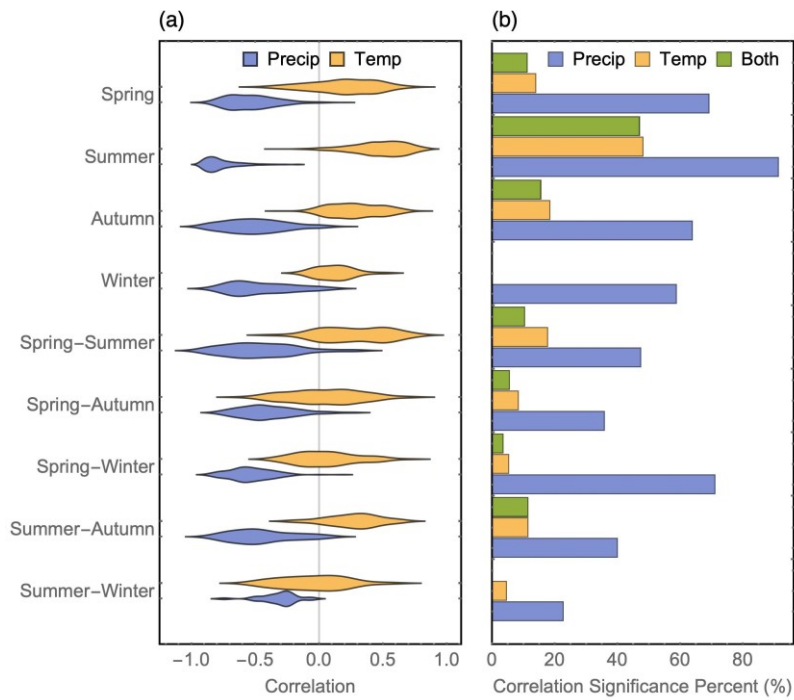 (a) (b)
Precip Temp Precip Temp Both
Spring
Summer
Autumn
Winter
Spring−Summer
Spring−Autumn
Spring−Winter
Summer−Autumn
Summer−Winter
−1.0 −0.5 0.0 0.5 1.0 0 20 40 60 80
Correlation Correlation Significance Percent (%)